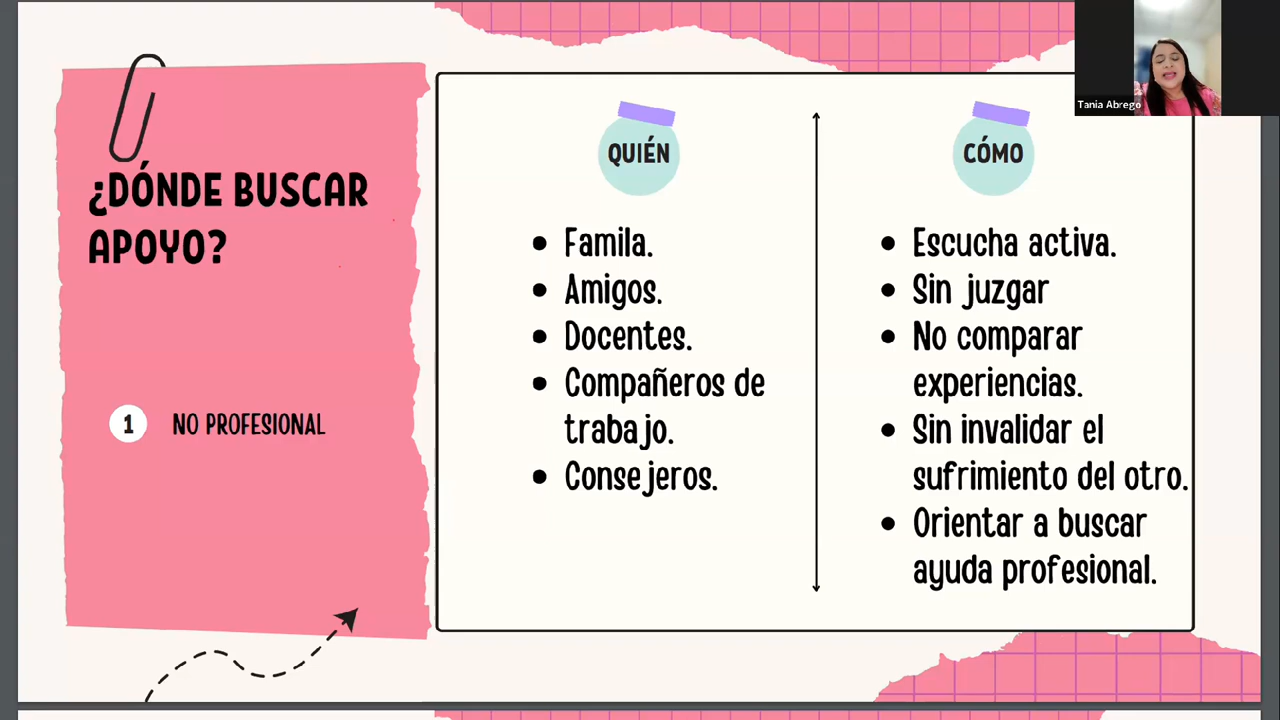 Tania Abrego
¿DÓNDE BUSCAR
APOYO?
1 NO PROFESIONAL
QUIÉN
Famila.
Amigos.
Docentes.
Compañeros de
trabajo.
Consejeros.
CÓMO
Escucha activa.
Sin juzgar
No comparar
experiencias.
Sin invalidar el
sufrimiento del otro.
Orientar a buscar
ayuda profesional.